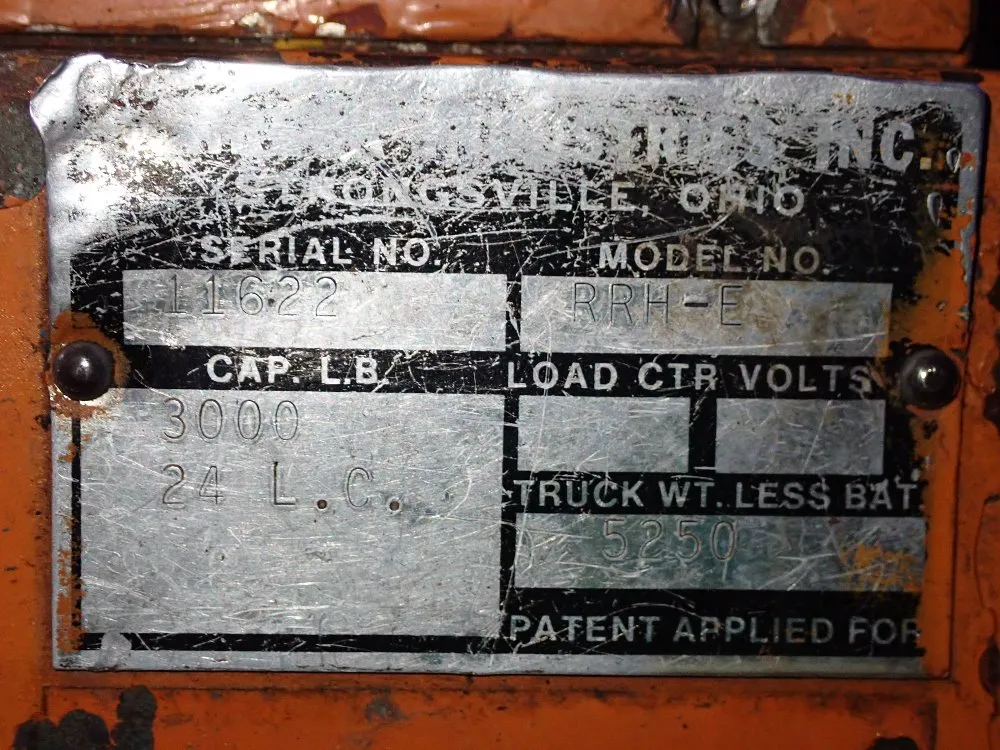 INC.
STRONGSVILLE, OHIO
SERIAL NO. MODEL NO.
11622 RRH-E
CAP. LB. LOAD CTR VOLTS
3000
24 L.C.
TRUCK WT. LESS BAT.
5250
PATENT APPLIED FOR